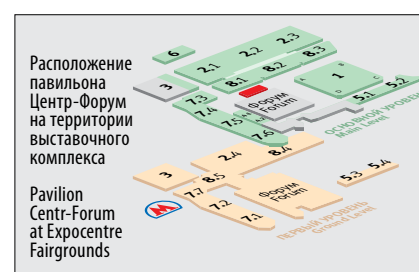 Расположение
павильона
Центр-Форум
на территории
выставочного
комплекса
Pavilion
Centr-Forum
at Expocentre
Fairgrounds
6
2.1
2.2
2.3
3
8.1
8.2
8.3
7.3
7.4
7.5
7.6
Форум
Forum
A
B
C
D
1
5.1
5.2
ОСНОВНОЙ УРОВЕНЬ
Main Level
3
2.4
8.4
8.5
7.7
7.2
7.1
Форум
Forum
5.3
5.4
ПЕРВЫЙ УРОВЕНЬ
Ground Level
М